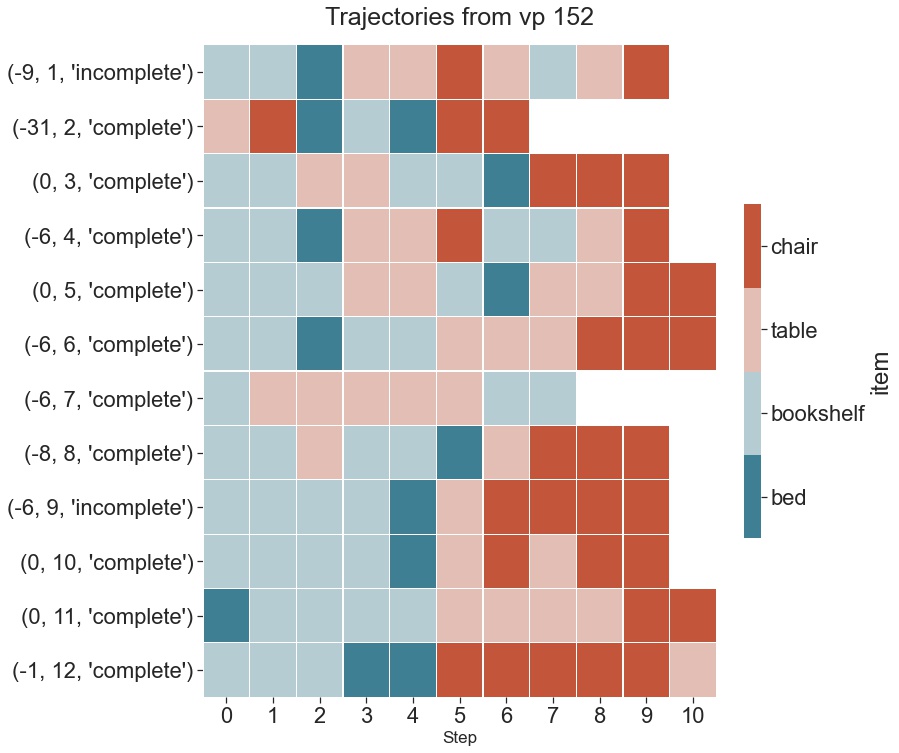 Trajectories from vp 152
(-9, 1, 'incomplete')
(-31, 2, 'complete')
(0, 3, 'complete')
(-6, 4, 'complete')
(0, 5, 'complete')
(-6, 6, 'complete')
(-6, 7, 'complete')
(-8, 8, 'complete')
(-6, 9, 'incomplete')
(0, 10, 'complete')
(0, 11, 'complete')
(-1, 12, 'complete')
0 1 2 3 4 5 6 7 8 9 10
Step
chair
table
bookshelf
bed
item